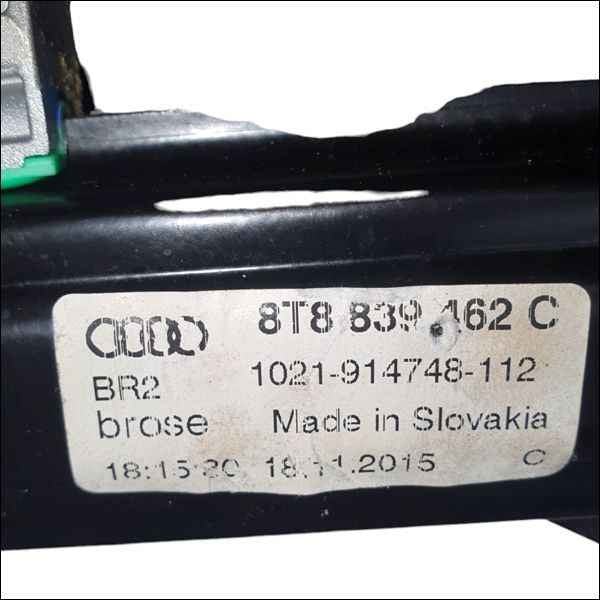 8T8 839 462 C
BR2 1021-914748-112
brose Made in Slovakia
18:15:20 18.11.2015 C